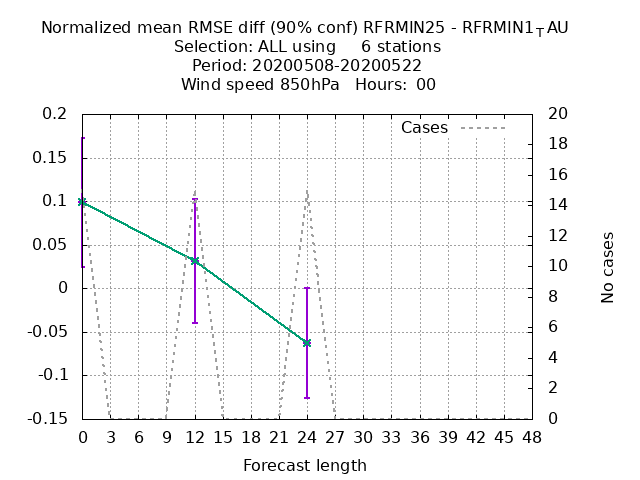 Normalized mean RMSE diff (90% conf) RFRMIN25 - RFRMIN1_TAU
Selection: ALL using 6 stations
Period: 20200508-20200522
Wind speed 850hPa Hours: 00
Cases
0.2
0.15
0.1
0.05
0
-0.05
-0.1
-0.15
20
18
16
14
12
10
8
6
4
2
0
No cases
0 3 6 9 12 15 18 21 24 27 30 33 36 39 42 45 48
Forecast length